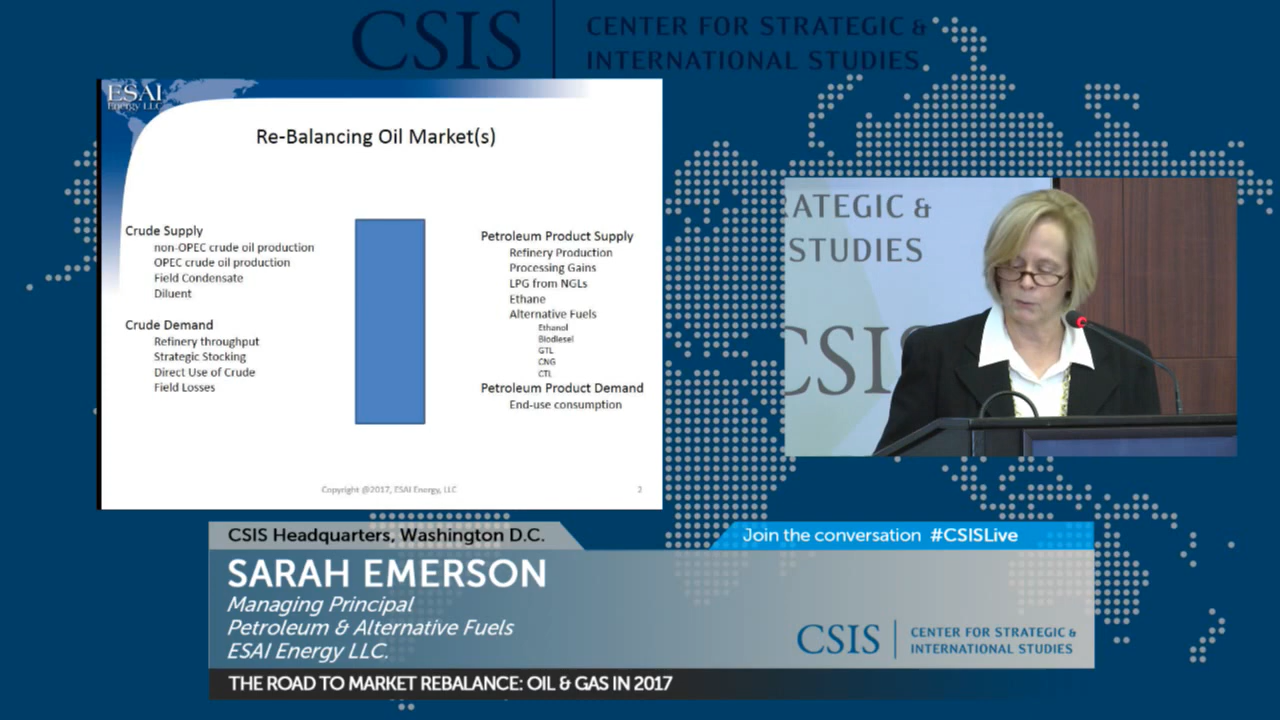 CSIS
CENTER FOR STRATEGIC &
INTERNATIONAL STUDIES
ESAI
Energy LLC
Re-Balancing Oil Market(s)
Crude Supply
non-OPEC crude oil production
OPEC crude oil production
Field Condensate
Diluent
Crude Demand
Refinery throughput
Strategic Stocking
Direct Use of Crude
Field Losses
Petroleum Product Supply
Refinery Production
Processing Gains
LPG from NGLs
Ethane
Alternative Fuels
Ethanol
Biodiesel
GTL
CNG
CTL
Petroleum Product Demand
End-use consumption
Copyright @2017, ESAI Energy, LLC
2
ATEGIC &
STUDIES
CSIS
CSIS Headquarters, Washington D.C.
Join the conversation #CSISLive
SARAH EMERSON
Managing Principal
Petroleum & Alternative Fuels
ESAI Energy LLC.
CSIS
CENTER FOR STRATEGIC &
INTERNATIONAL STUDIES
THE ROAD TO MARKET REBALANCE: OIL & GAS IN 2017